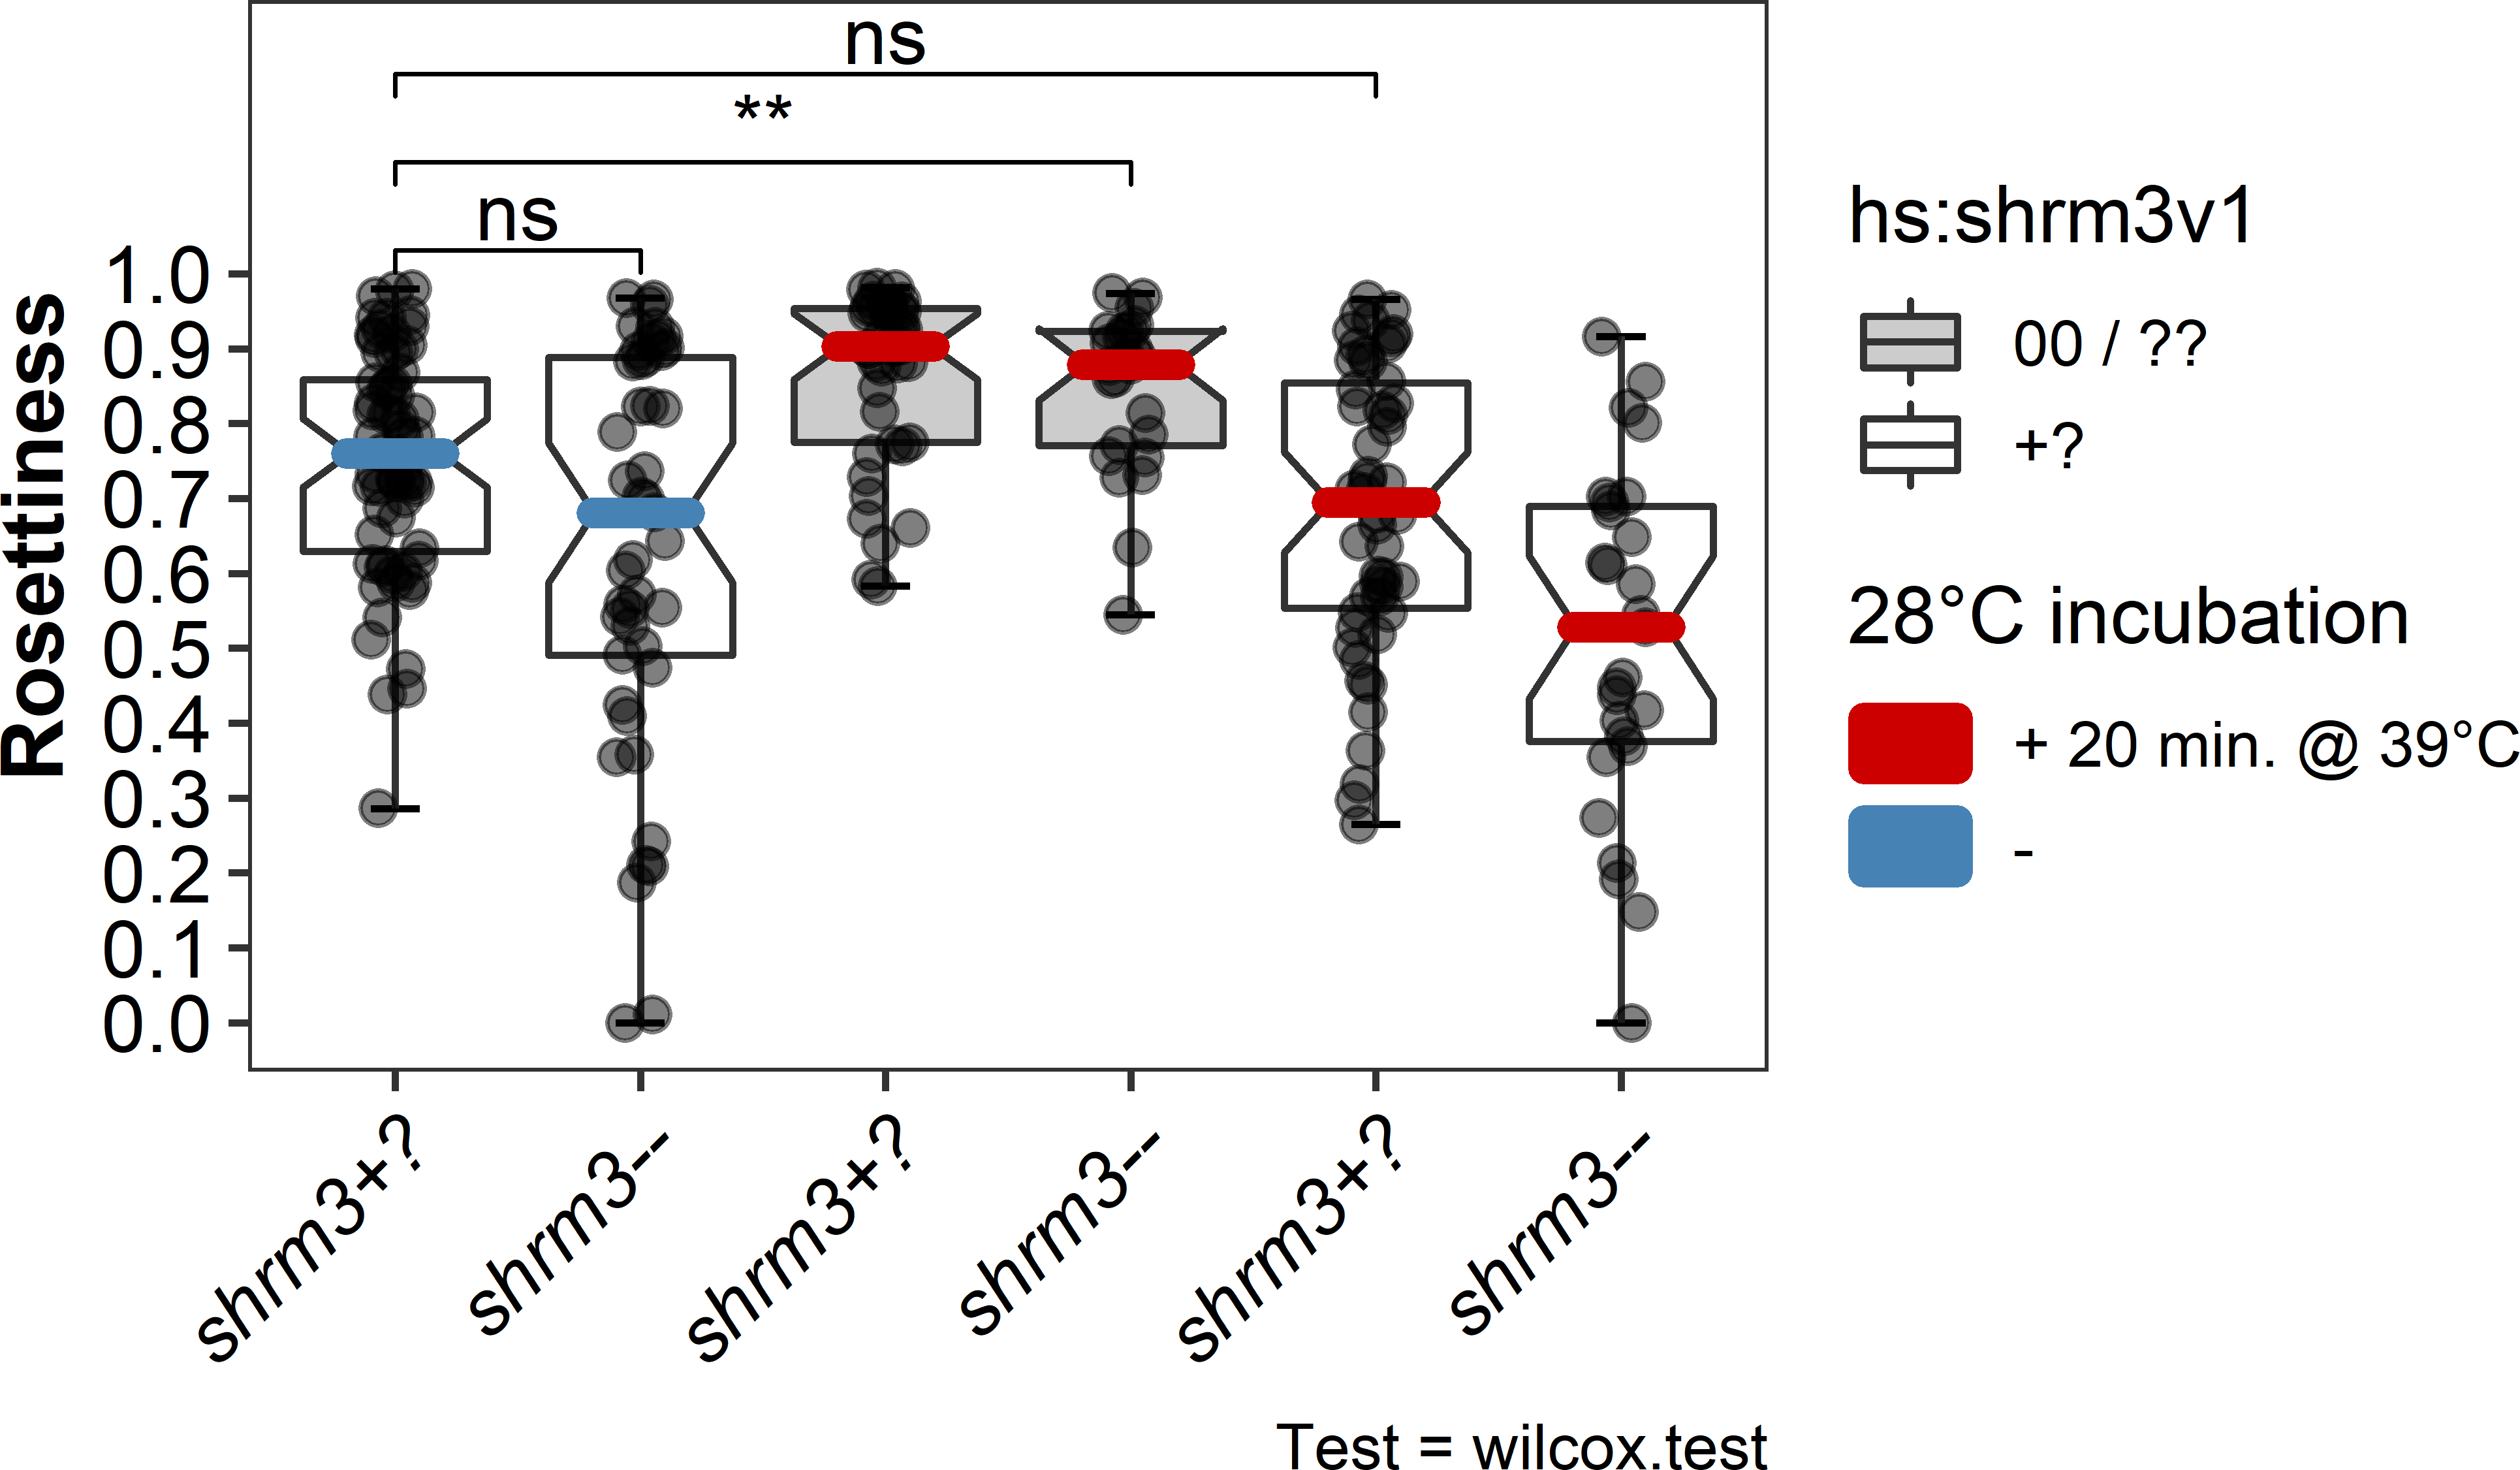 ns
**
ns
1.0
0.9
0.8
0.7
0.6
0.5
0.4
0.3
0.2
0.1
0.0
Rosettiness
shrm3+?
shrm3--
shrm3+?
shrm3--
shrm3+?
shrm3--
Test = wilcox.test
hs:shrm3v1
00 / ??
+?
28°C incubation
+ 20 min. @ 39°C
-